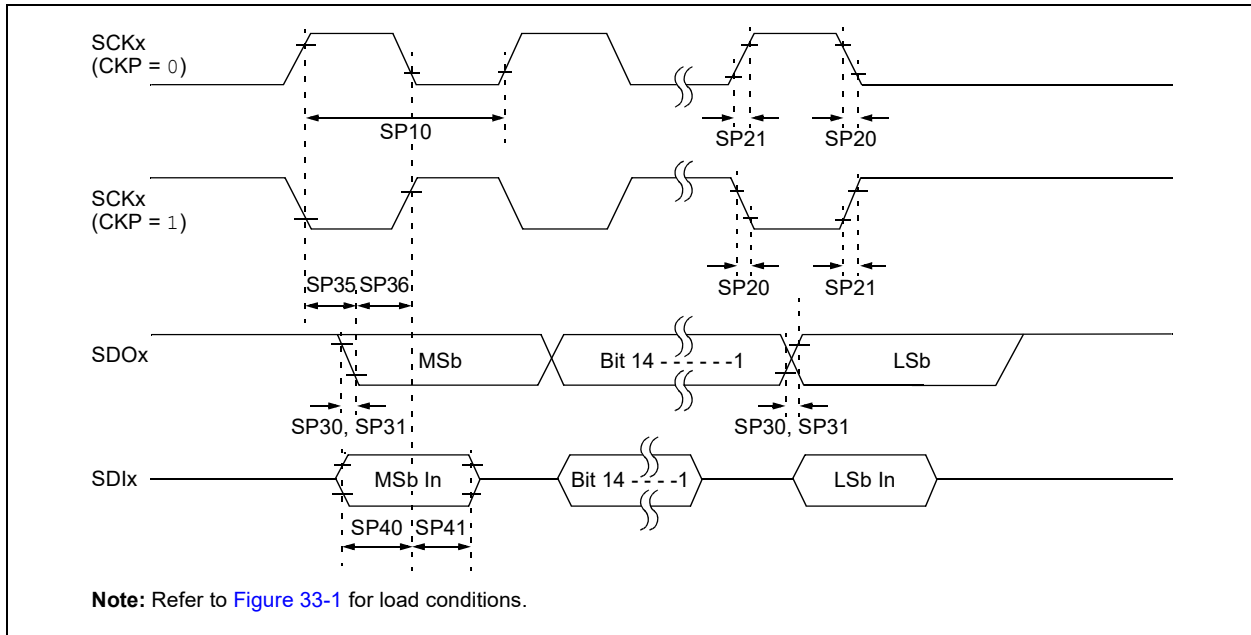 SCKx
(CKP = 0)
SP10
SP21
SP20
SCKx
(CKP = 1)
SP35
SP36
SP20
SP21
SDOx
MSb
Bit 14 - - - - - -1
LSb
SP30, SP31
SP30, SP31
SDIx
MSb In
Bit 14 - - - -1
LSb In
SP40
SP41
Note: Refer to Figure 33-1 for load conditions.